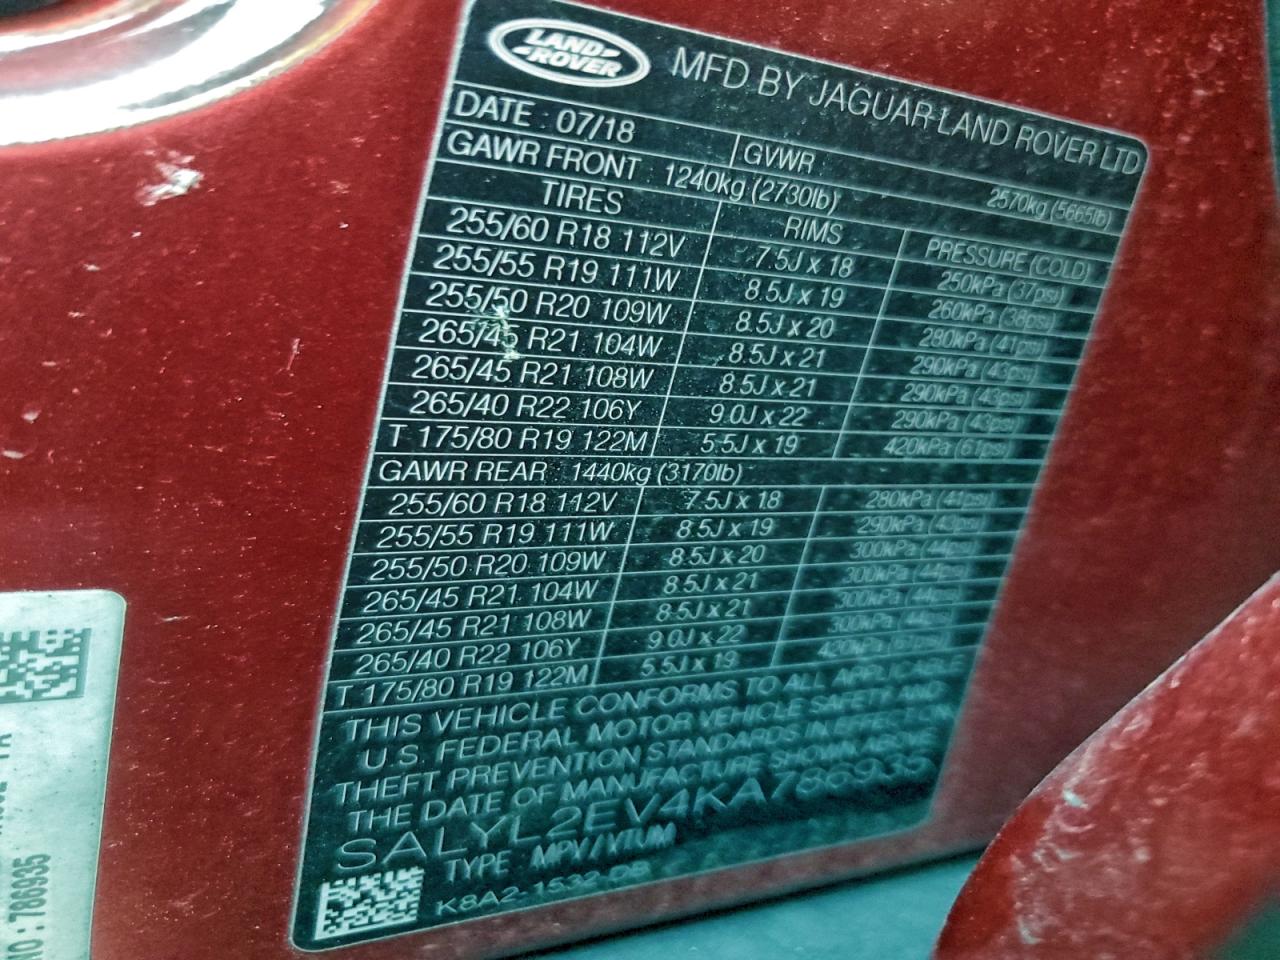 LAND ROVER
MFD BY JAGUAR LAND ROVER LTD
DATE : 07/18 GVWR 2570kg (5665lb)
GAWR FRONT : 1240kg (2730lb)
TIRES RIMS PRESSURE (COLD)
255/60 R18 112V 7.5J x 18 250kPa (37psi)
255/55 R19 111W 8.5J x 19 260kPa (38psi)
255/50 R20 109W 8.5J x 20 280kPa (41psi)
265/45 R21 104W 8.5J x 21 290kPa (43psi)
265/45 R21 108W 8.5J x 21 290kPa (43psi)
265/40 R22 106Y 9.0J x 22 290kPa (43psi)
T 175/80 R19 122M 5.5J x 19 420kPa (61psi)
GAWR REAR : 1440kg (3170lb)
255/60 R18 112V 7.5J x 18 280kPa (41psi)
255/55 R19 111W 8.5J x 19 290kPa (43psi)
255/50 R20 109W 8.5J x 20 300kPa (44psi)
265/45 R21 104W 8.5J x 21 300kPa (44psi)
265/45 R21 108W 8.5J x 21 300kPa (44psi)
265/40 R22 106Y 9.0J x 22 300kPa (44psi)
T 175/80 R19 122M 5.5J x 19 420kPa
THIS VEHICLE CONFORMS TO ALL APPLICABLE
U.S. FEDERAL MOTOR VEHICLE SAFETY AND
THEFT PREVENTION STANDARDS IN EFFECT ON
THE DATE OF MANUFACTURE SHOWN ABOVE
SALYL2EV4KA786935
TYPE : MPV/VTUM
K8A2-1532-DB
NO : 786935